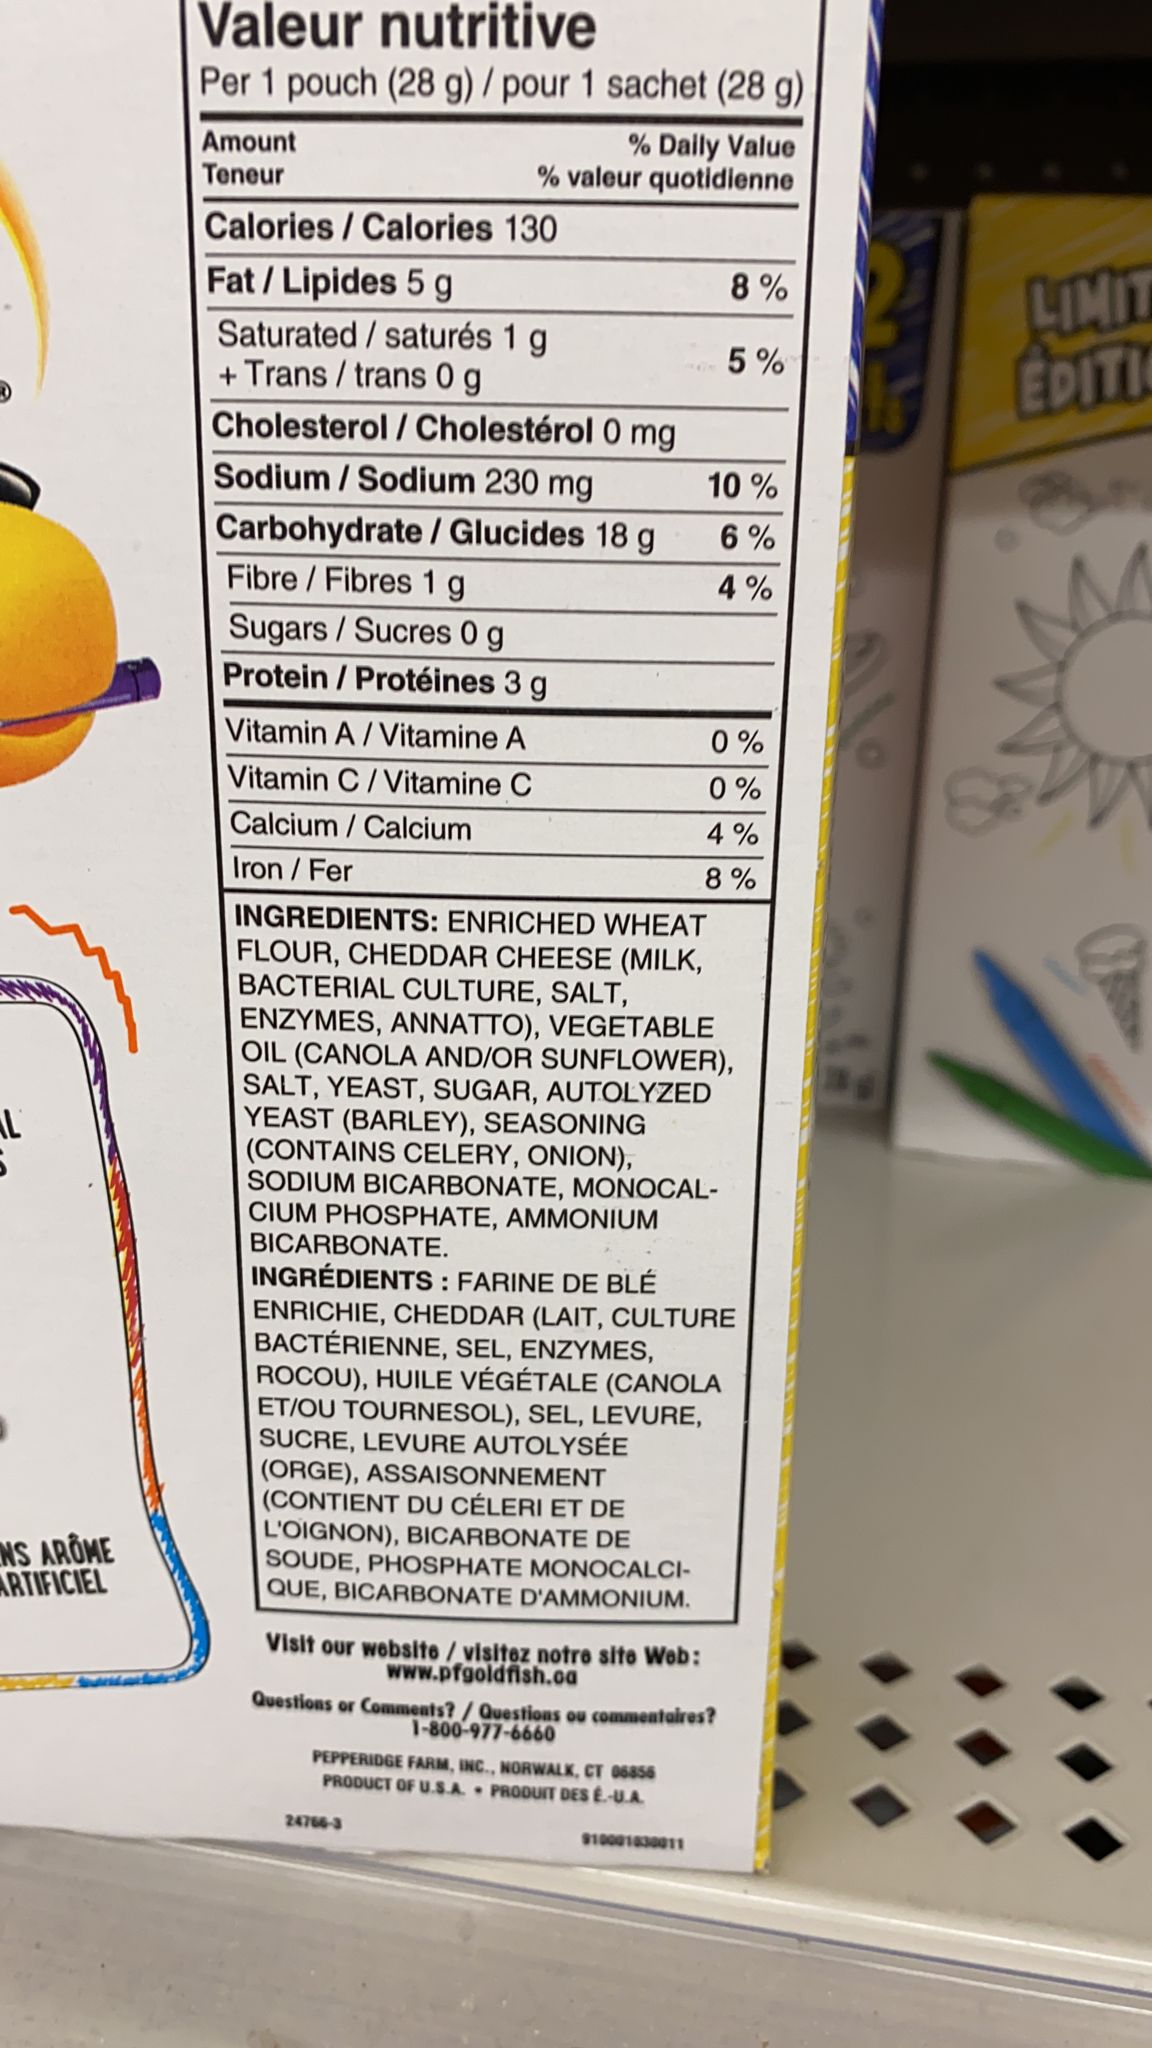 Valeur nutritive
Per 1 pouch (28 g) / pour 1 sachet (28 g)
Amount % Daily Value
Teneur % valeur quotidienne
Calories / Calories 130
Fat / Lipides 5 g 8 %
Saturated / saturés 1 g
+ Trans / trans 0 g 5 %
Cholesterol / Cholestérol 0 mg
Sodium / Sodium 230 mg 10 %
Carbohydrate / Glucides 18 g 6 %
Fibre / Fibres 1 g 4 %
Sugars / Sucres 0 g
Protein / Protéines 3 g
Vitamin A / Vitamine A 0 %
Vitamin C / Vitamine C 0 %
Calcium / Calcium 4 %
Iron / Fer 8 %
INGREDIENTS: ENRICHED WHEAT
FLOUR, CHEDDAR CHEESE (MILK,
BACTERIAL CULTURE, SALT,
ENZYMES, ANNATTO), VEGETABLE
OIL (CANOLA AND/OR SUNFLOWER),
SALT, YEAST, SUGAR, AUTOLYZED
YEAST (BARLEY), SEASONING
(CONTAINS CELERY, ONION),
SODIUM BICARBONATE, MONOCAL-
CIUM PHOSPHATE, AMMONIUM
BICARBONATE.
INGRÉDIENTS : FARINE DE BLÉ
ENRICHIE, CHEDDAR (LAIT, CULTURE
BACTÉRIENNE, SEL, ENZYMES,
ROCOU), HUILE VÉGÉTALE (CANOLA
ET/OU TOURNESOL), SEL, LEVURE,
SUCRE, LEVURE AUTOLYSÉE
(ORGE), ASSAISONNEMENT
(CONTIENT DU CÉLERI ET DE
L'OIGNON), BICARBONATE DE
SOUDE, PHOSPHATE MONOCALCI-
QUE, BICARBONATE D'AMMONIUM.
Visit our website / visitez notre site Web:
www.pfgoldfish.ca
Questions or Comments? / Questions ou commentaires?
1-800-977-6660
PEPPERIDGE FARM, INC., NORWALK, CT 06856
PRODUCT OF U.S.A. • PRODUIT DES É.-U.A.
24766-3
910001030011
®
NS ARÔME
ARTIFICIEL
LIMIT
ÉDITI
2